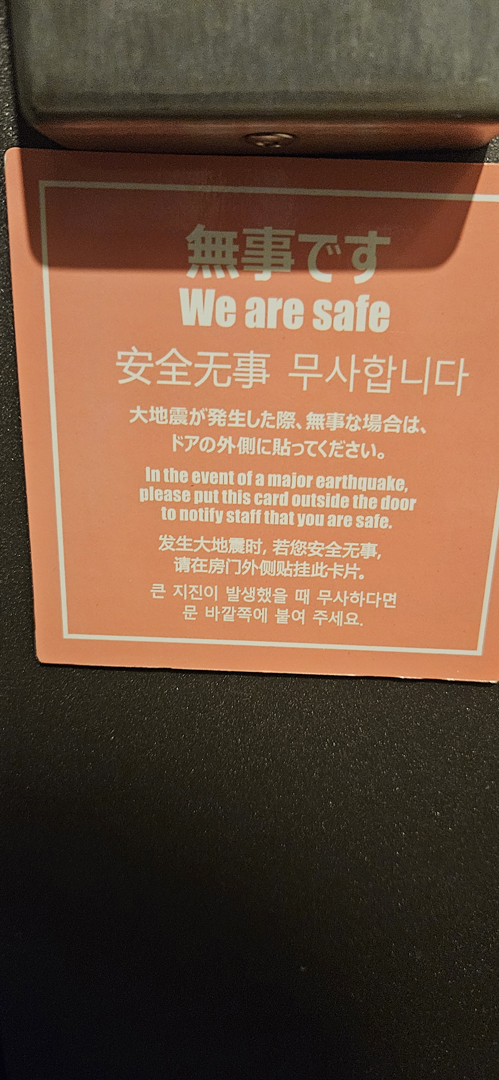 無事です
We are safe
安全无事 무사합니다
大地震が発生した際、無事な場合は、
ドアの外側に貼ってください。
In the event of a major earthquake,
please put this card outside the door
to notify staff that you are safe.
发生大地震时, 若您安全无事,
请在房门外侧贴挂此卡片。
큰 지진이 발생했을 때 무사하다면
문 바깥쪽에 붙여 주세요.